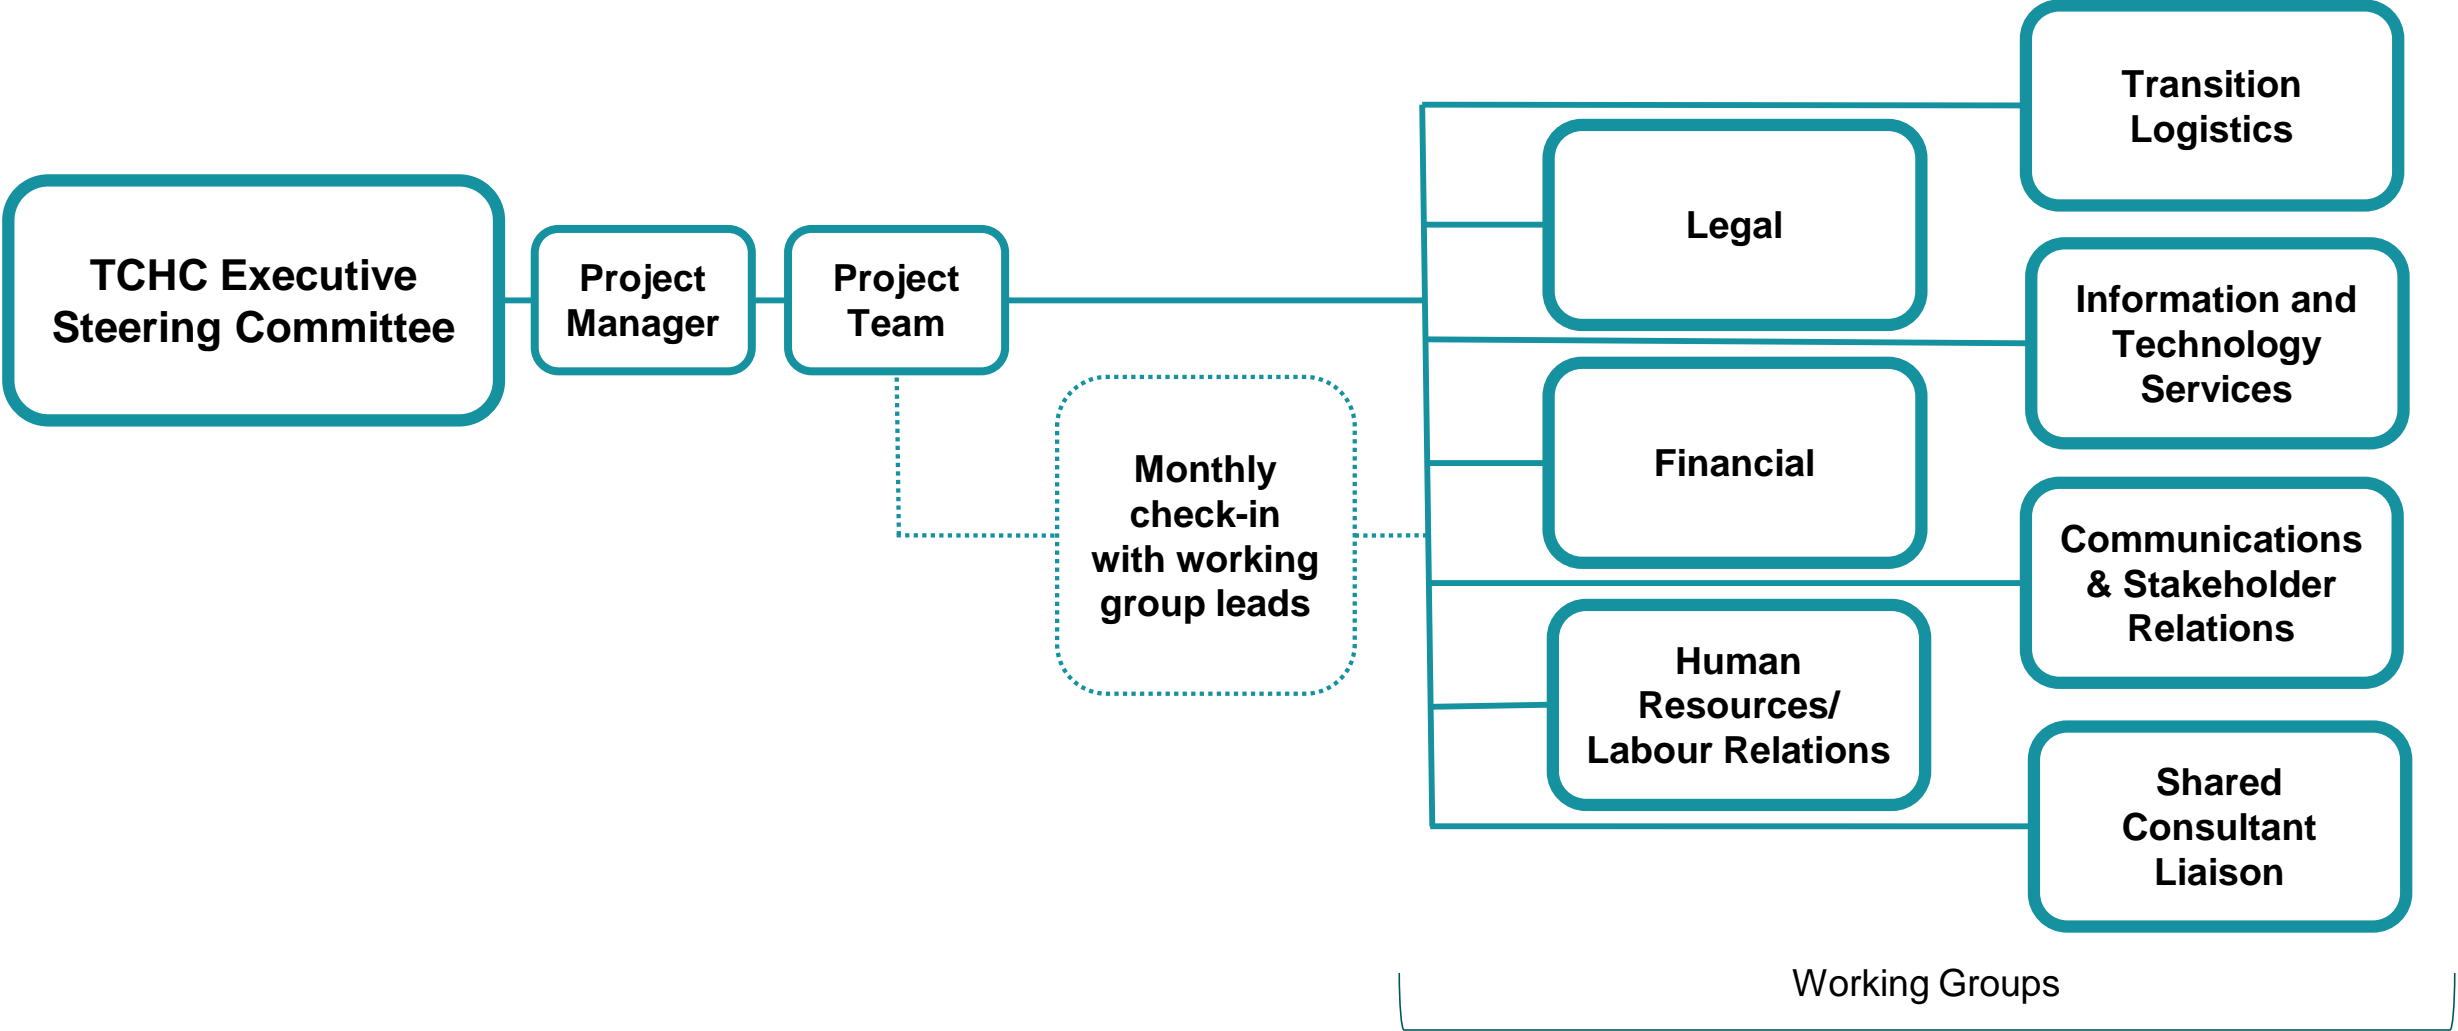 TCHC Executive
Steering Committee
Project
Manager
Project
Team
Monthly
check-in
with working
group leads
Legal
Financial
Human
Resources/
Labour Relations
Transition
Logistics
Information and
Technology
Services
Communications
& Stakeholder
Relations
Shared
Consultant
Liaison
Working Groups